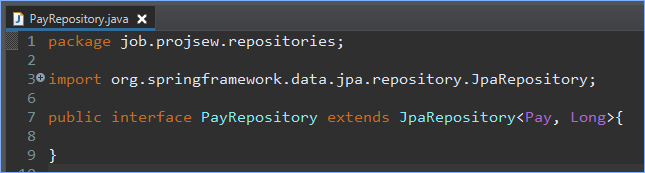 PayRepository.java
1 package job.projsew.repositories;
2
3 import org.springframework.data.jpa.repository.JpaRepository;
6
7 public interface PayRepository extends JpaRepository<Pay, Long>{
8
9 }
10